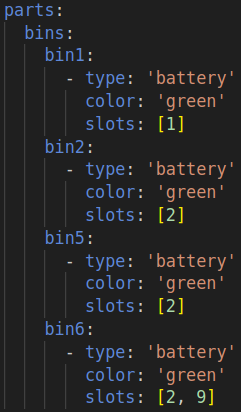 parts:
  bins:
    bin1:
      - type: 'battery'
        color: 'green'
        slots: [1]
    bin2:
      - type: 'battery'
        color: 'green'
        slots: [2]
    bin5:
      - type: 'battery'
        color: 'green'
        slots: [2]
    bin6:
      - type: 'battery'
        color: 'green'
        slots: [2, 9]